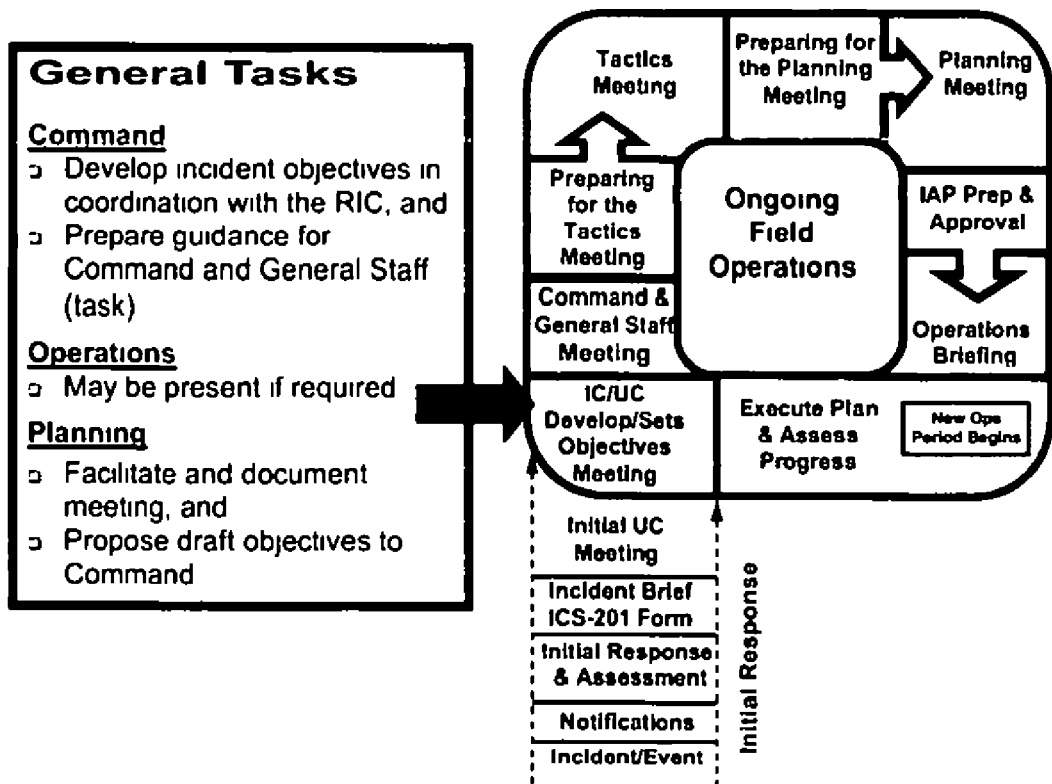 General Tasks
Command
Develop incident objectives in
coordination with the RIC, and
Prepare guidance for
Command and General Staff
(task)
Operations
May be present if required
Planning
Facilitate and document
meeting, and
Propose draft objectives to
Command
Tactics
Meeting
Preparing for
the Planning
Meeting
Planning
Meeting
Preparing
for the
Tactics
Meeting
Ongoing
Field
Operations
IAP Prep &
Approval
Command &
General Staff
Meeting
Operations
Briefing
IC/UC
Develop/Sets
Objectives
Meeting
Execute Plan
& Assess
Progress
New Ops
Period Begins
Initial UC
Meeting
Incident Brief
ICS-201 Form
Initial Response
& Assessment
Notifications
Incident/Event
Initial Response